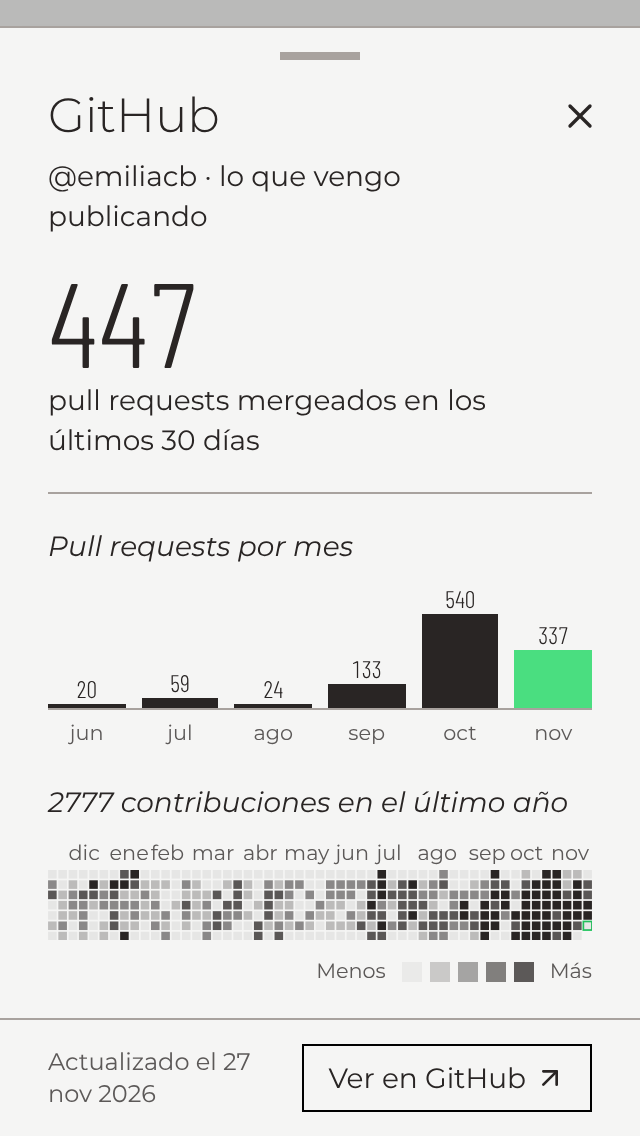 GitHub
@emiliacb · lo que vengo
publicando
447
pull requests mergeados en los
últimos 30 días
Pull requests por mes
20 59 24 133 540 337
jun jul ago sep oct nov
2777 contribuciones en el último año
dic ene feb mar abr may jun jul ago sep oct nov
Menos Más
Actualizado el 27
nov 2026
Ver en GitHub